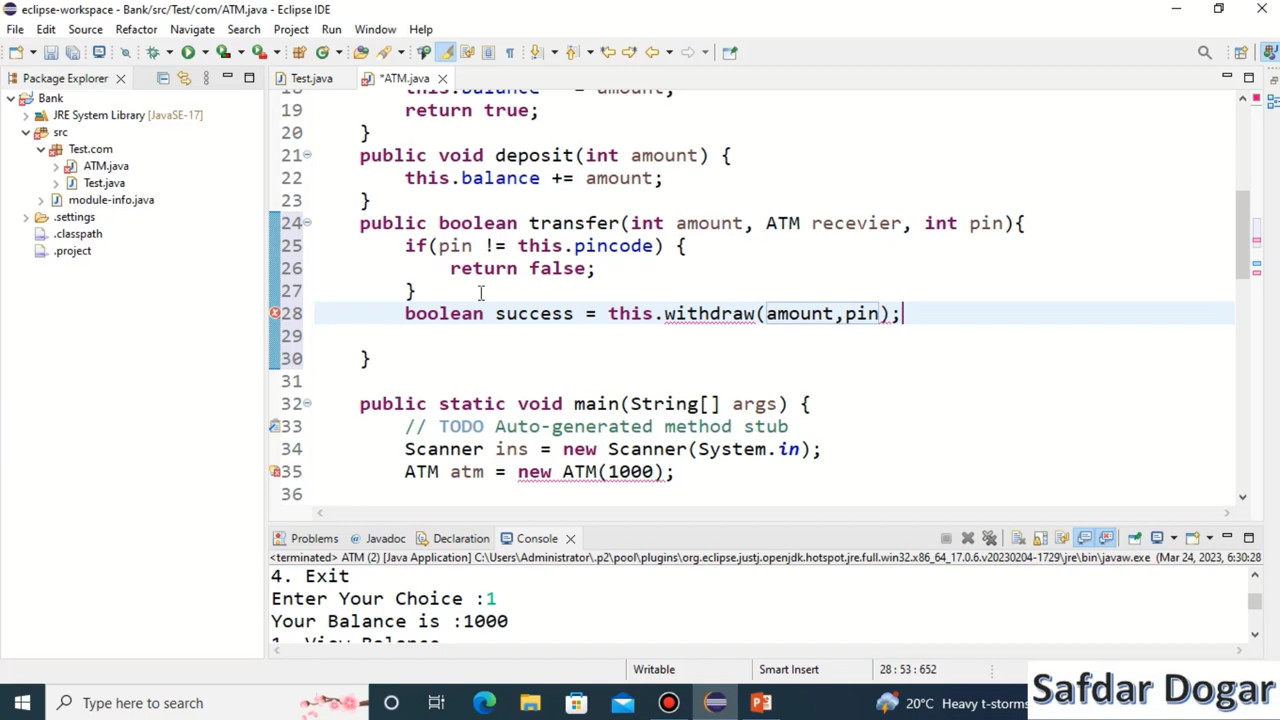 eclipse-workspace - Bank/src/Test/com/ATM.java - Eclipse IDE
File Edit Source Refactor Navigate Search Project Run Window Help
Package Explorer
Test.java
*ATM.java
Bank
JRE System Library [JavaSE-17]
src
Test.com
ATM.java
Test.java
module-info.java
.settings
.classpath
.project
18 this.balance = amount;
19 return true;
20 }
21 public void deposit(int amount) {
22 this.balance += amount;
23 }
24 public boolean transfer(int amount, ATM recevier, int pin){
25 if(pin != this.pincode) {
26 return false;
27 }
28 boolean success = this.withdraw(amount,pin);
29
30 }
31
32 public static void main(String[] args) {
33 // TODO Auto-generated method stub
34 Scanner ins = new Scanner(System.in);
35 ATM atm = new ATM(1000);
36
Problems @ Javadoc Declaration Console
<terminated> ATM (2) [Java Application] C:\Users\Administrator\.p2\pool\plugins\org.eclipse.justj.openjdk.hotspot.jre.full.win32.x86_64_17.0.6.v20230204-1729\jre\bin\javaw.exe (Mar 24, 2023, 6:30:28
4. Exit
Enter Your Choice :1
Your Balance is :1000
1. View Balance
Writable Smart Insert 28 : 53 : 652
Type here to search
20°C Heavy t-storms
Safdar Dogar